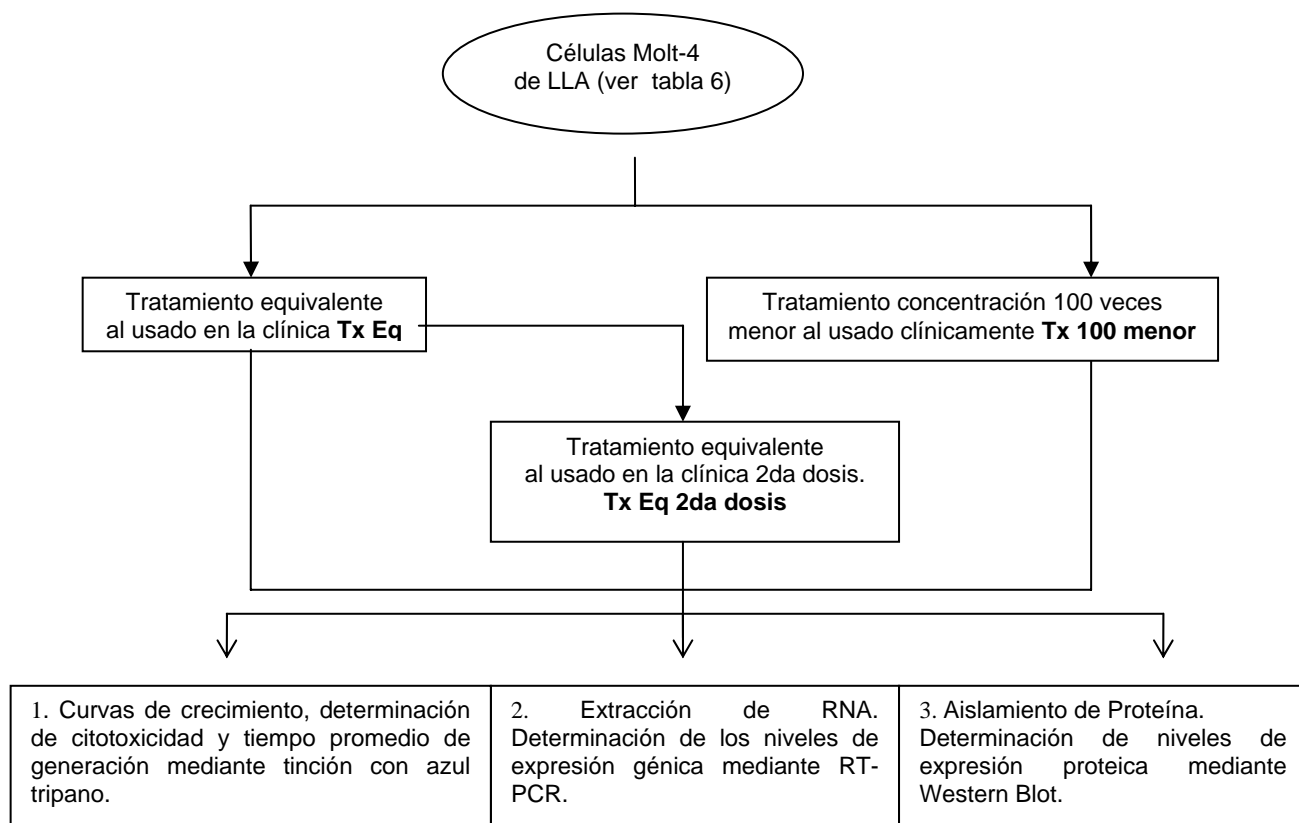 Células Molt-4
de LLA (ver tabla 6)
Tratamiento equivalente
al usado en la clínica Tx Eq
Tratamiento concentración 100 veces
menor al usado clínicamente Tx 100 menor
Tratamiento equivalente
al usado en la clínica 2da dosis.
Tx Eq 2da dosis
1. Curvas de crecimiento, determinación
de citotoxicidad y tiempo promedio de
generación mediante tinción con azul
tripano.
2. Extracción de RNA.
Determinación de los niveles de
expresión génica mediante RT-
PCR.
3. Aislamiento de Proteína.
Determinación de niveles de
expresión proteica mediante
Western Blot.